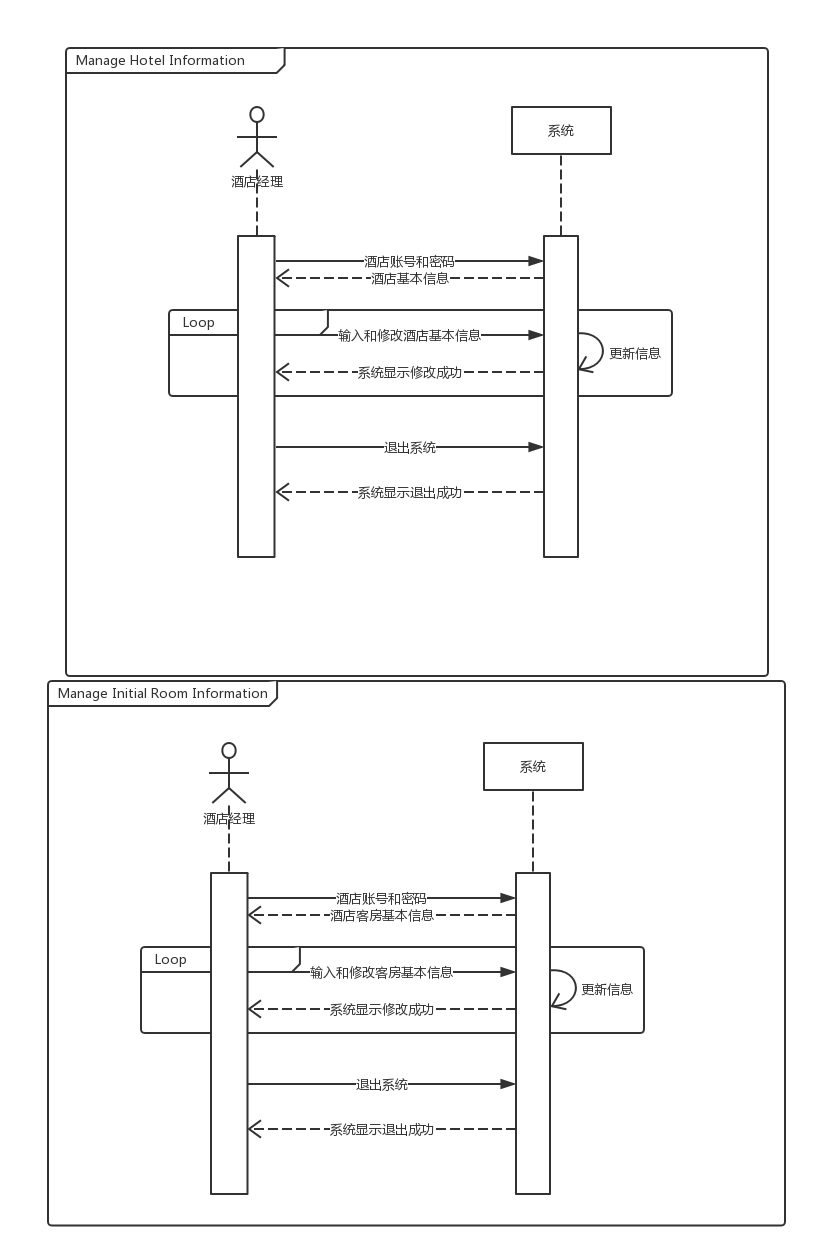 Manage Hotel Information
系统
酒店经理
酒店账号和密码
酒店基本信息
Loop
输入和修改酒店基本信息
更新信息
系统显示修改成功
退出系统
系统显示退出成功
Manage Initial Room Information
系统
酒店经理
酒店账号和密码
酒店客房基本信息
Loop
输入和修改客房基本信息
更新信息
系统显示修改成功
退出系统
系统显示退出成功